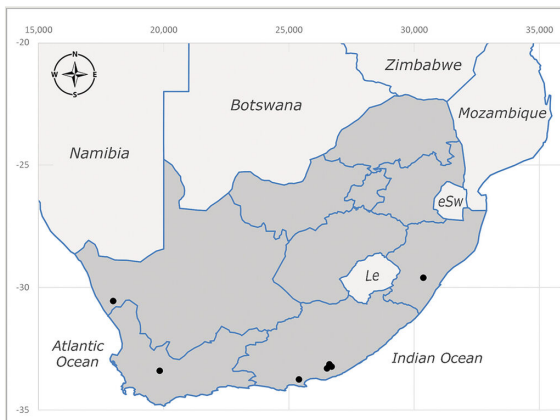 15,000 20,000 25,000 30,000 35,000
-20
N
W E
S
Zimbabwe
Botswana
Mozambique
Namibia
-25
eSw
Le
-30
Atlantic
Ocean
Indian Ocean
-35